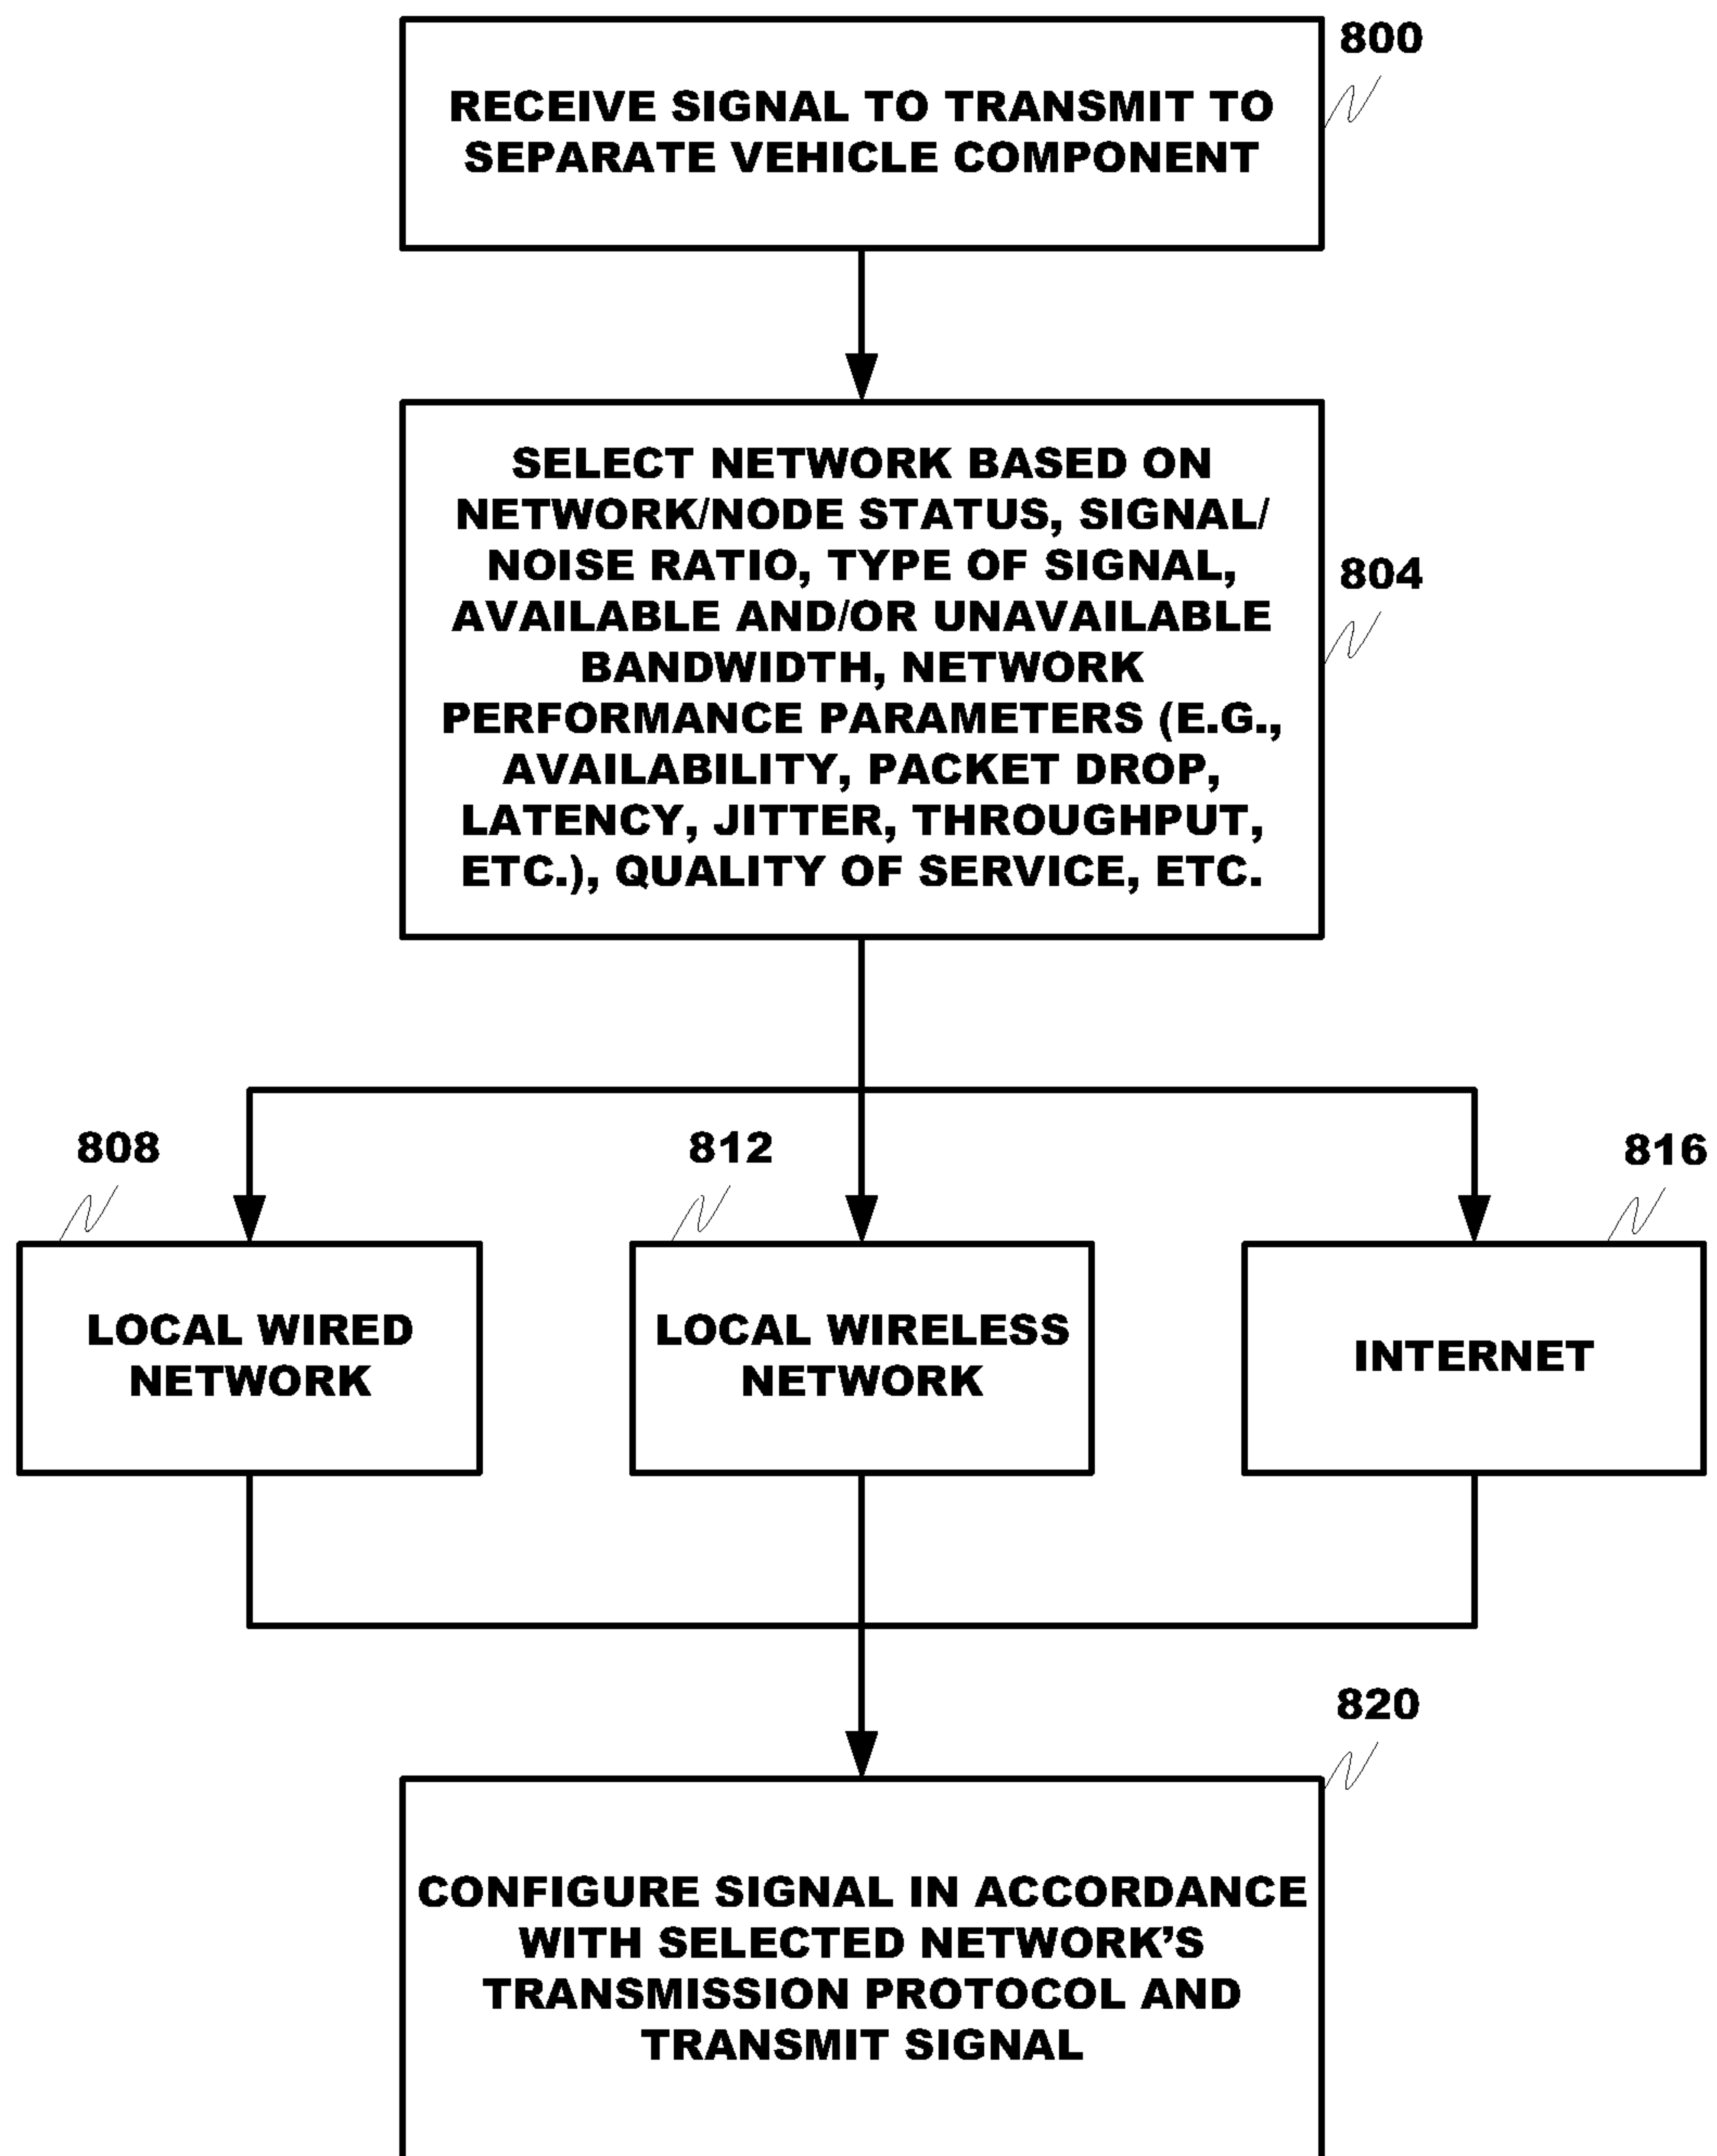 800
RECEIVE SIGNAL TO TRANSMIT TO
SEPARATE VEHICLE COMPONENT
SELECT NETWORK BASED ON
NETWORK/NODE STATUS, SIGNAL/
NOISE RATIO, TYPE OF SIGNAL,
AVAILABLE AND/OR UNAVAILABLE
BANDWIDTH, NETWORK
PERFORMANCE PARAMETERS (E.G.,
AVAILABILITY, PACKET DROP,
LATENCY, JITTER, THROUGHPUT,
ETC.), QUALITY OF SERVICE, ETC.
804
808
812
816
LOCAL WIRED
NETWORK
LOCAL WIRELESS
NETWORK
INTERNET
820
CONFIGURE SIGNAL IN ACCORDANCE
WITH SELECTED NETWORK’S
TRANSMISSION PROTOCOL AND
TRANSMIT SIGNAL